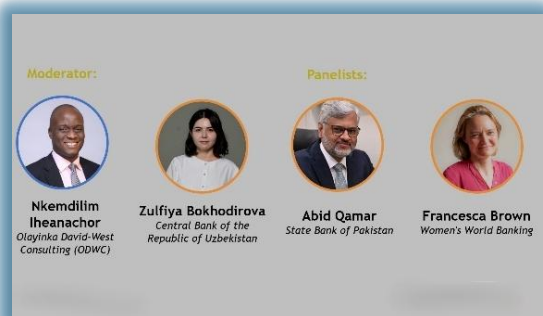 Moderator:
Panelists:
Nkemdilim
Iheanachor
Olayinka David-West
Consulting (ODWC)
Zulfiya Bokhodirova
Central Bank of the
Republic of Uzbekistan
Abid Qamar
State Bank of Pakistan
Francesca Brown
Women's World Banking